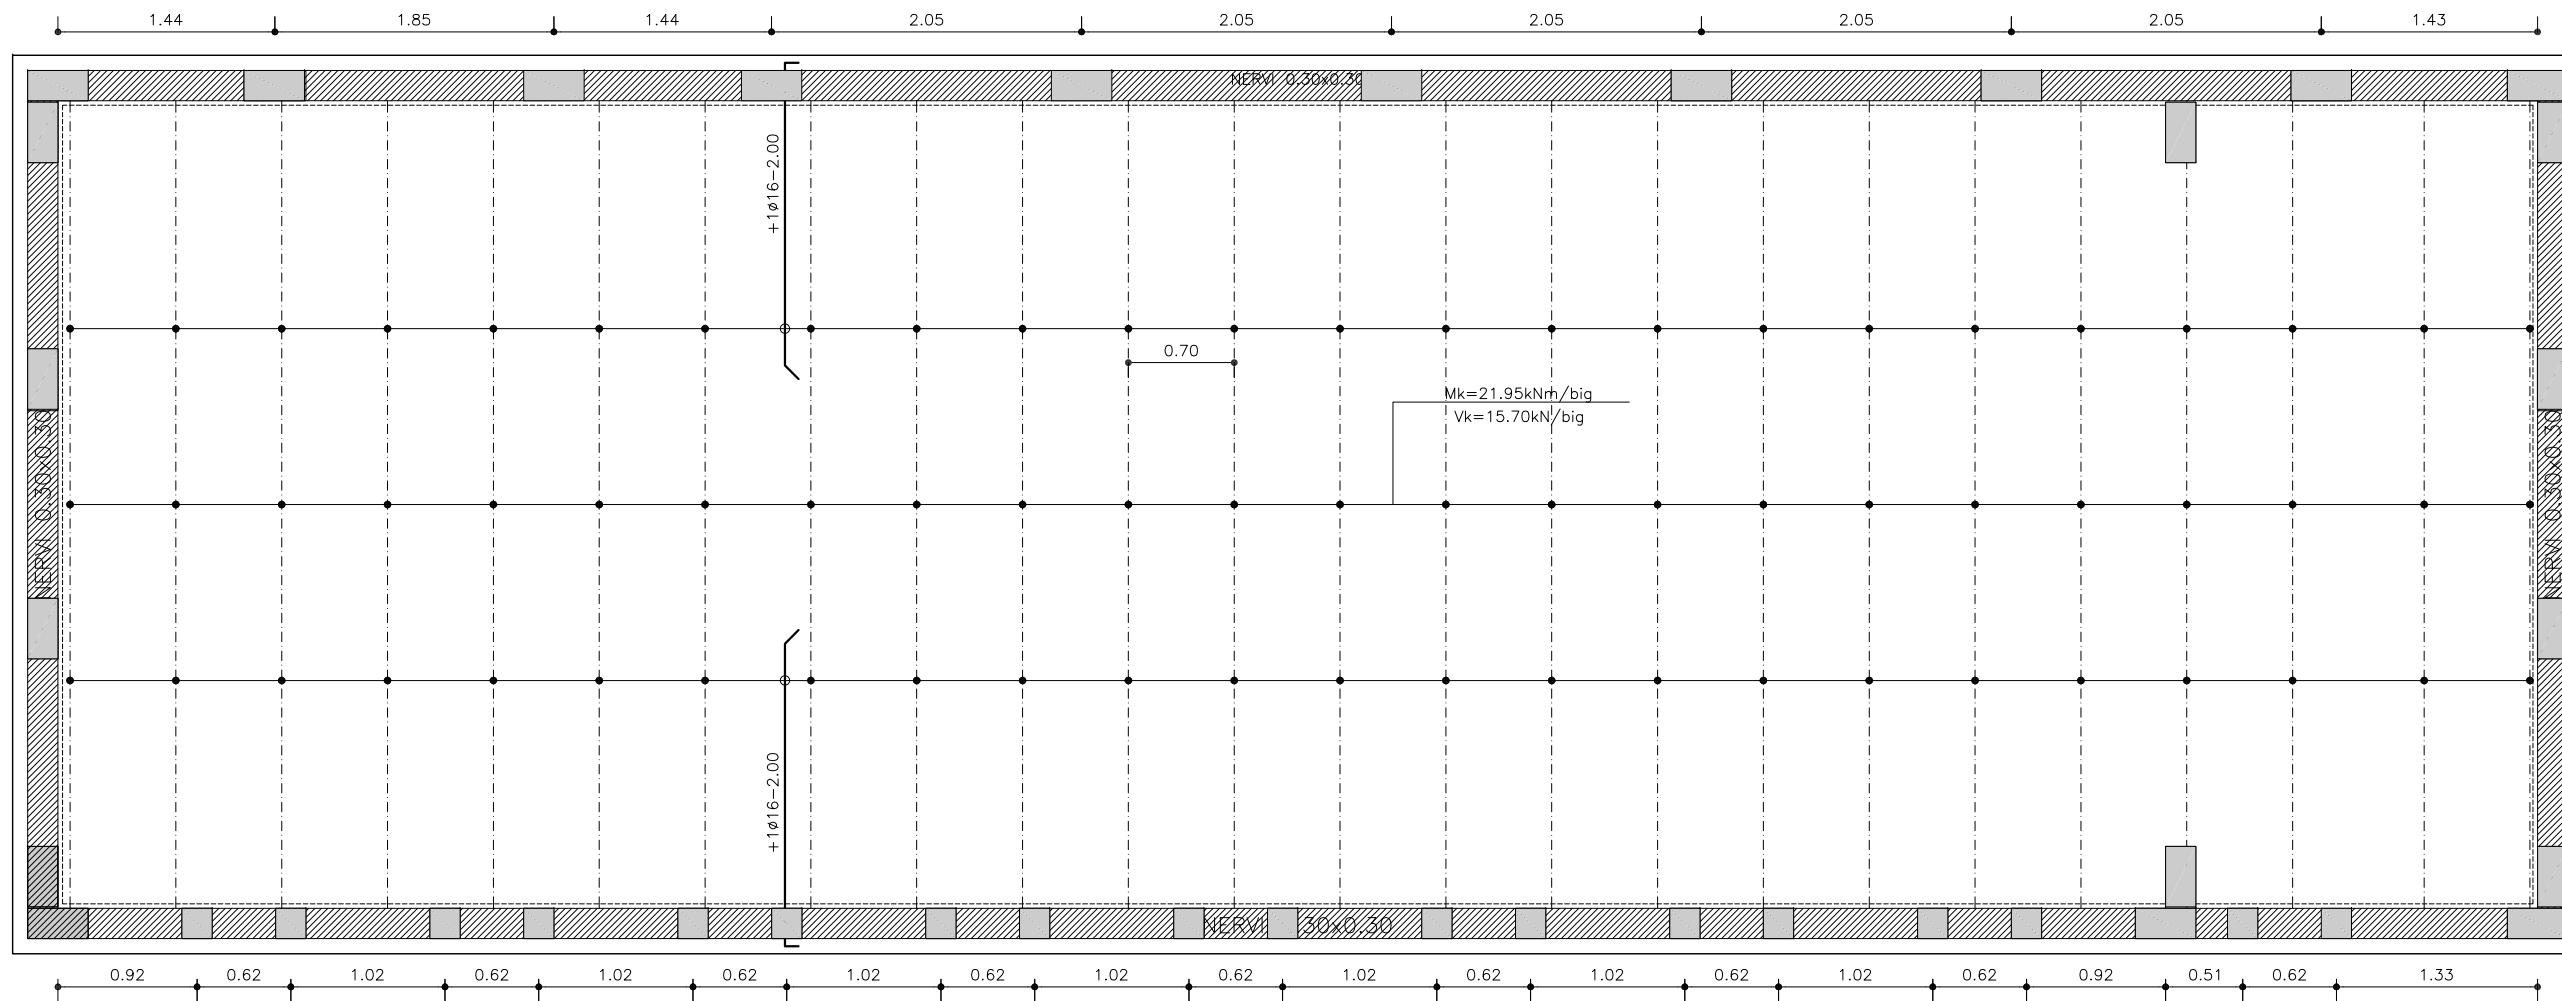 1.44 1.85 1.44 2.05 2.05 2.05 2.05 2.05 1.43
NERVI 0.30x0.30
+1ø16-2.00
0.70
Mk=21.95kNm/big
Vk=15.70kN/big
NERVI 0.30x0.30
NERVI 0.30x0.30
+1ø16-2.00
NERVI 30x0.30
0.92 0.62 1.02 0.62 1.02 0.62 1.02 0.62 1.02 0.62 1.02 0.62 1.02 0.62 1.02 0.62 0.92 0.51 0.62 1.33